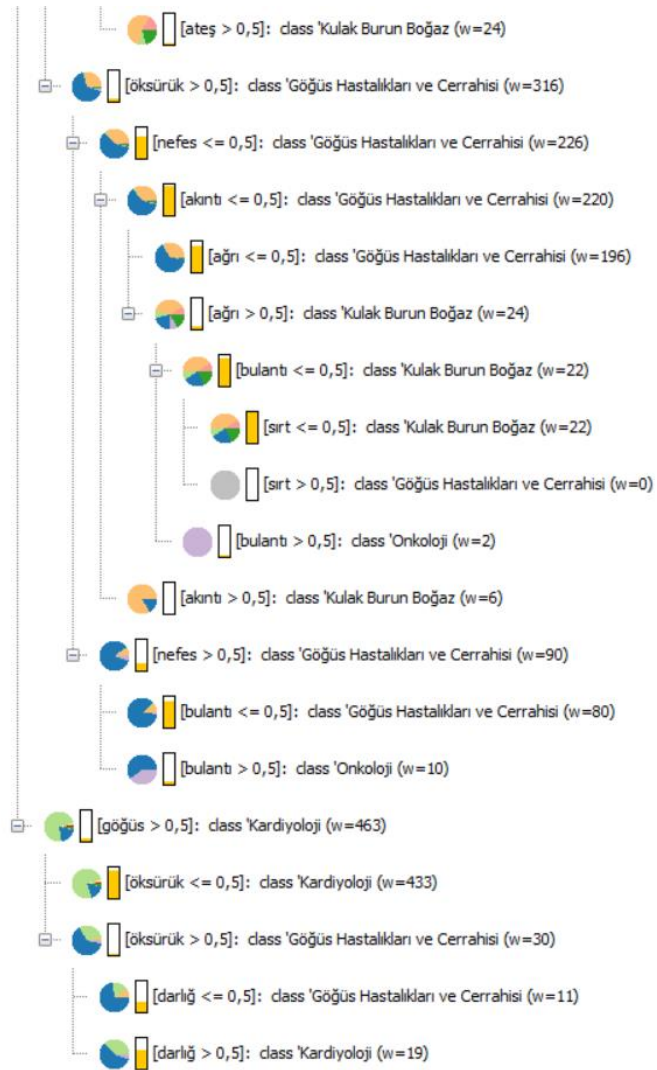 [ateş > 0,5]: class 'Kulak Burun Boğaz (w=24)
[öksürük > 0,5]: class 'Göğüs Hastalıkları ve Cerrahisi (w=316)
[nefes <= 0,5]: class 'Göğüs Hastalıkları ve Cerrahisi (w=226)
[akıntı <= 0,5]: class 'Göğüs Hastalıkları ve Cerrahisi (w=220)
[ağrı <= 0,5]: class 'Göğüs Hastalıkları ve Cerrahisi (w=196)
[ağrı > 0,5]: class 'Kulak Burun Boğaz (w=24)
[bulantı <= 0,5]: class 'Kulak Burun Boğaz (w=22)
[sırt <= 0,5]: class 'Kulak Burun Boğaz (w=22)
[sırt > 0,5]: class 'Göğüs Hastalıkları ve Cerrahisi (w=0)
[bulantı > 0,5]: class 'Onkoloji (w=2)
[akıntı > 0,5]: class 'Kulak Burun Boğaz (w=6)
[nefes > 0,5]: class 'Göğüs Hastalıkları ve Cerrahisi (w=90)
[bulantı <= 0,5]: class 'Göğüs Hastalıkları ve Cerrahisi (w=80)
[bulantı > 0,5]: class 'Onkoloji (w=10)
[göğüs > 0,5]: class 'Kardiyoloji (w=463)
[öksürük <= 0,5]: class 'Kardiyoloji (w=433)
[öksürük > 0,5]: class 'Göğüs Hastalıkları ve Cerrahisi (w=30)
[darlığ <= 0,5]: class 'Göğüs Hastalıkları ve Cerrahisi (w=11)
[darlığ > 0,5]: class 'Kardiyoloji (w=19)